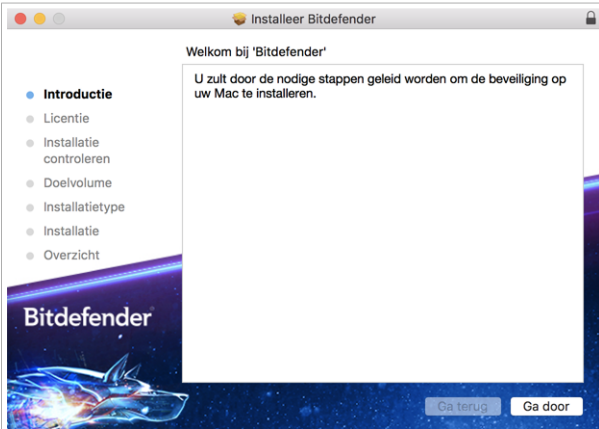 Installeer Bitdefender
Welkom bij 'Bitdefender'
Introductie
Licentie
Installatie
controleren
Doelvolume
Installatietype
Installatie
Overzicht
U zult door de nodige stappen geleid worden om de beveiliging op
uw Mac te installeren.
Bitdefender
Ga terug
Ga door